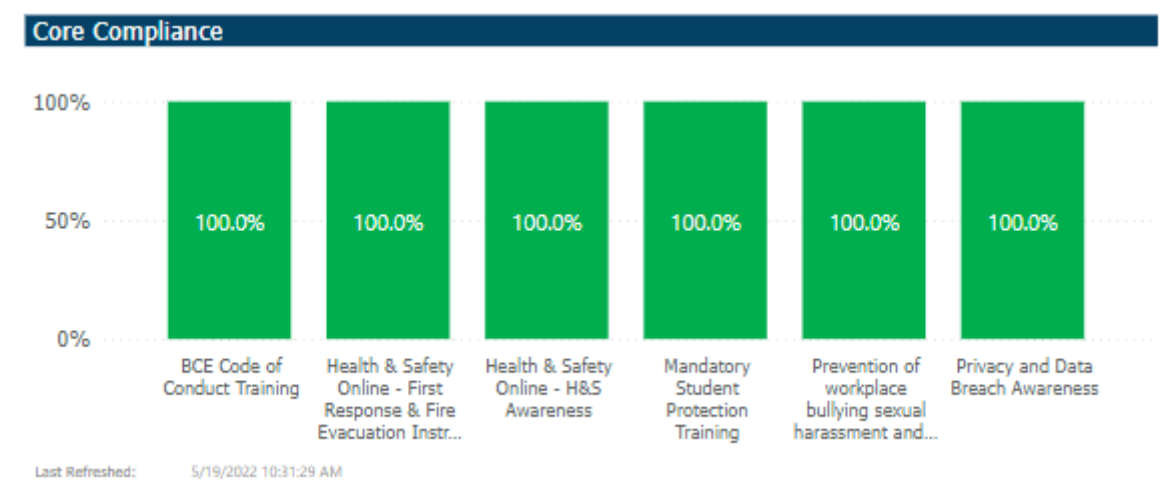 Core Compliance
100%
50%
0%
100.0% 100.0% 100.0% 100.0% 100.0% 100.0%
BCE Code of
Conduct Training
Health & Safety
Online - First
Response & Fire
Evacuation Instr...
Health & Safety
Online - H&S
Awareness
Mandatory
Student
Protection
Training
Prevention of
workplace
bullying sexual
harassment and...
Privacy and Data
Breach Awareness
Last Refreshed: 5/19/2022 10:31:29 AM